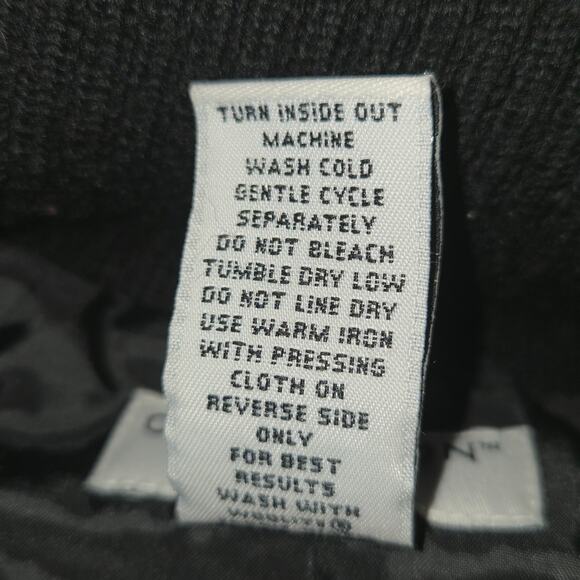 TURN INSIDE OUT
MACHINE
WASH COLD
GENTLE CYCLE
SEPARATELY
DO NOT BLEACH
TUMBLE DRY LOW
DO NOT LINE DRY
USE WARM IRON
WITH PRESSING
CLOTH ON
REVERSE SIDE
ONLY
FOR BEST
RESULTS
WASH WITH
WOOLITE®